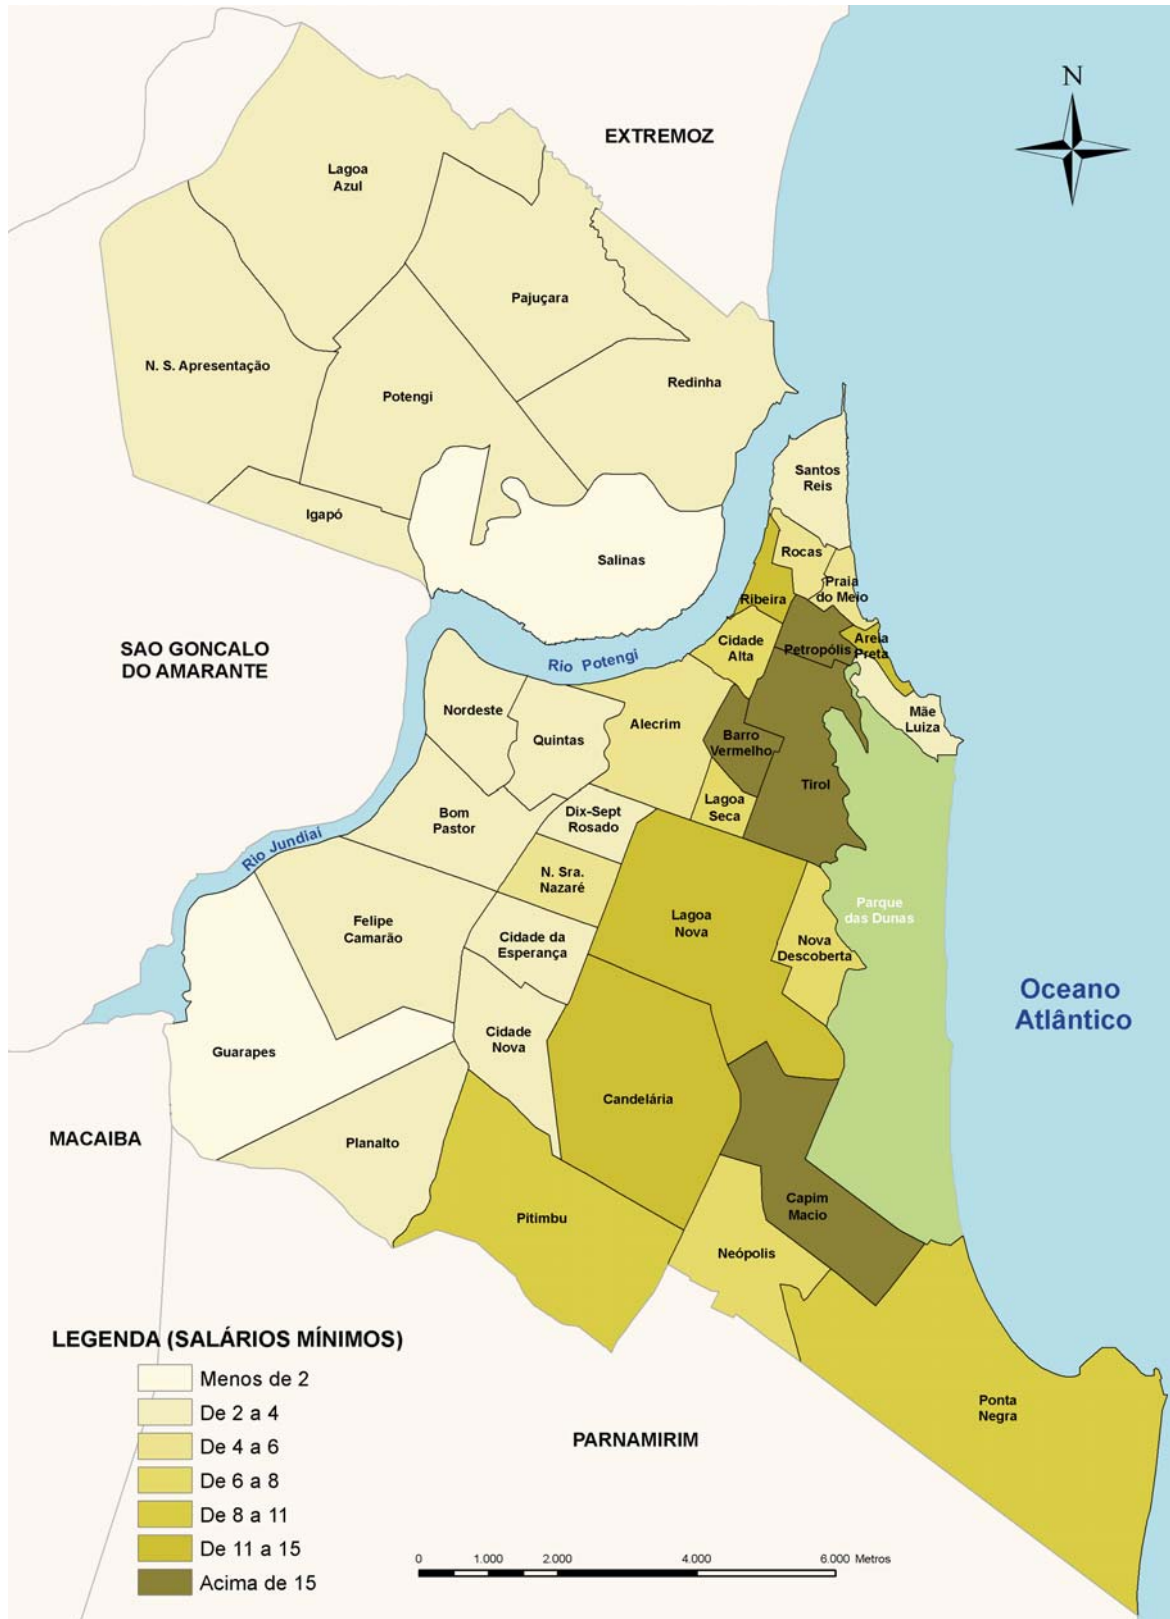 N
EXTREMOZ
Lagoa
Azul
Pajuçara
N. S. Apresentação
Potengi
Redinha
Santos
Reis
Igapó
Salinas
Rocas
Praia
do Meio
Ribeira
SAO GONCALO
DO AMARANTE
Rio Potengi
Cidade
Alta
Petropólis
Areia
Preta
Nordeste
Quintas
Alecrim
Barro
Vermelho
Mãe
Luiza
Tirol
Bom
Pastor
Dix-Sept
Rosado
Lagoa
Seca
Rio Jundiaí
N. Sra.
Nazaré
Parque
das Dunas
Felipe
Camarão
Cidade da
Esperança
Lagoa
Nova
Nova
Descoberta
Oceano
Atlântico
Guarapes
Cidade
Nova
Candelária
MACAIBA
Planalto
Pitimbu
Capim
Macio
Neópolis
Ponta
Negra
PARNAMIRIM
LEGENDA (SALÁRIOS MÍNIMOS)
Menos de 2
De 2 a 4
De 4 a 6
De 6 a 8
De 8 a 11
De 11 a 15
Acima de 15
0 1.000 2.000 4.000 6.000 Metros